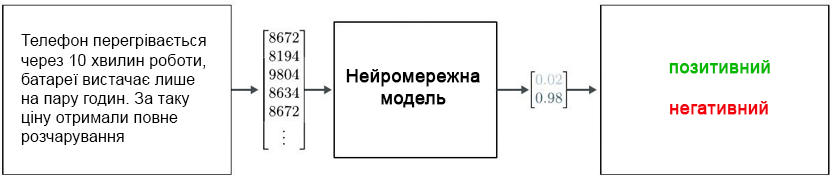 Телефон перегрівається
через 10 хвилин роботи,
батареї вистачає лише
на пару годин. За таку
ціну отримали повне
розчарування
8672
8194
9804
8634
8672
⋮
Нейромережна
модель
0.02
0.98
позитивний
негативний